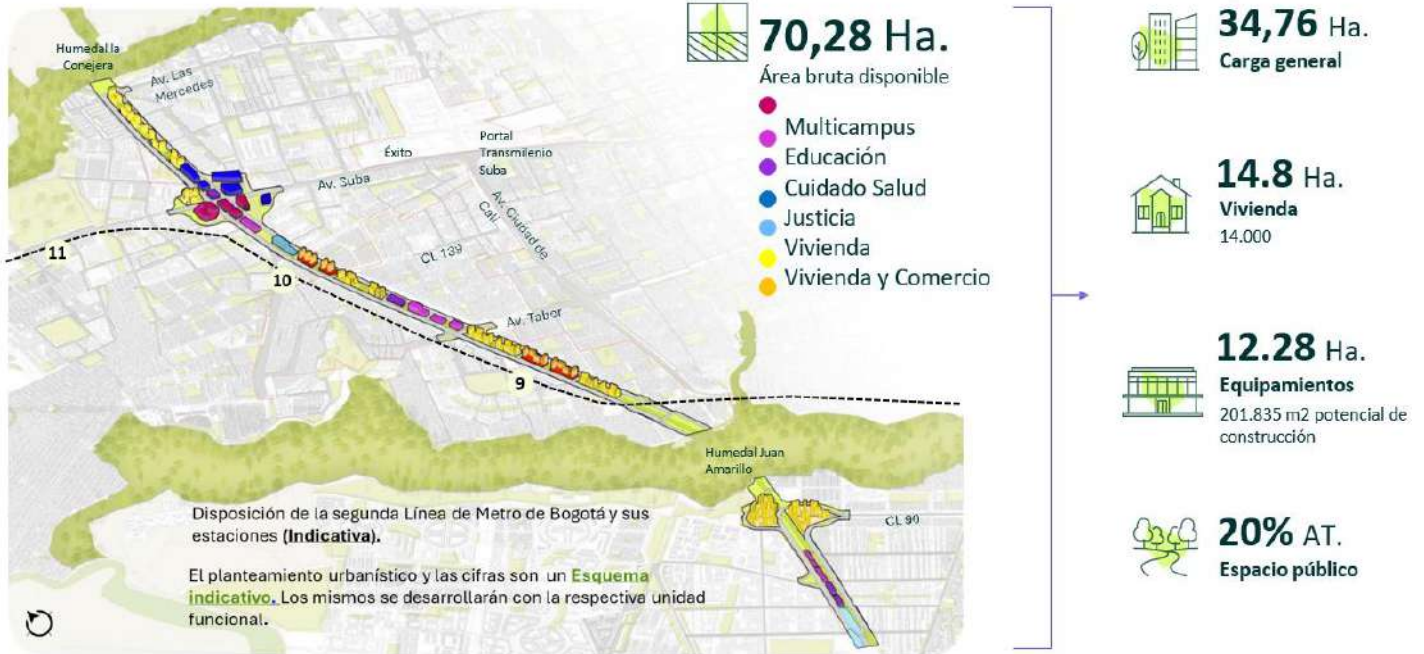 Humedal la
Conejera
Av. Las
Mercedes
Éxito
Portal
Transmilenio
Suba
Av. Suba
Av. Ciudad de
Cali
CL 139
11
10
Av. Tabor
9
Humedal Juan
Amarillo
CL 90
Disposición de la segunda Línea de Metro de Bogotá y sus
estaciones (Indicativa).
El planteamiento urbanístico y las cifras son un Esquema
indicativo. Los mismos se desarrollarán con la respectiva unidad
funcional.
70,28 Ha.
Área bruta disponible
Multicampus
Educación
Cuidado Salud
Justicia
Vivienda
Vivienda y Comercio
34,76 Ha.
Carga general
14.8 Ha.
Vivienda
14.000
12.28 Ha.
Equipamientos
201.835 m2 potencial de
construcción
20% AT.
Espacio público